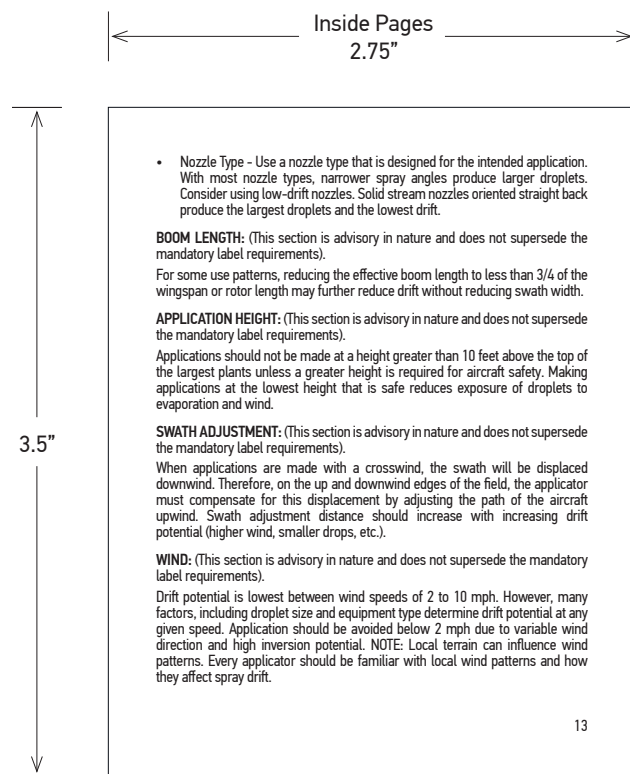 Inside Pages
2.75”
3.5”
• Nozzle Type - Use a nozzle type that is designed for the intended application.
With most nozzle types, narrower spray angles produce larger droplets.
Consider using low-drift nozzles. Solid stream nozzles oriented straight back
produce the largest droplets and the lowest drift.
BOOM LENGTH: (This section is advisory in nature and does not supersede the
mandatory label requirements).
For some use patterns, reducing the effective boom length to less than 3/4 of the
wingspan or rotor length may further reduce drift without reducing swath width.
APPLICATION HEIGHT: (This section is advisory in nature and does not supersede
the mandatory label requirements).
Applications should not be made at a height greater than 10 feet above the top of
the largest plants unless a greater height is required for aircraft safety. Making
applications at the lowest height that is safe reduces exposure of droplets to
evaporation and wind.
SWATH ADJUSTMENT: (This section is advisory in nature and does not supersede
the mandatory label requirements).
When applications are made with a crosswind, the swath will be displaced
downwind. Therefore, on the up and downwind edges of the field, the applicator
must compensate for this displacement by adjusting the path of the aircraft
upwind. Swath adjustment distance should increase with increasing drift
potential (higher wind, smaller drops, etc.).
WIND: (This section is advisory in nature and does not supersede the mandatory
label requirements).
Drift potential is lowest between wind speeds of 2 to 10 mph. However, many
factors, including droplet size and equipment type determine drift potential at any
given speed. Application should be avoided below 2 mph due to variable wind
direction and high inversion potential. NOTE: Local terrain can influence wind
patterns. Every applicator should be familiar with local wind patterns and how
they affect spray drift.
13